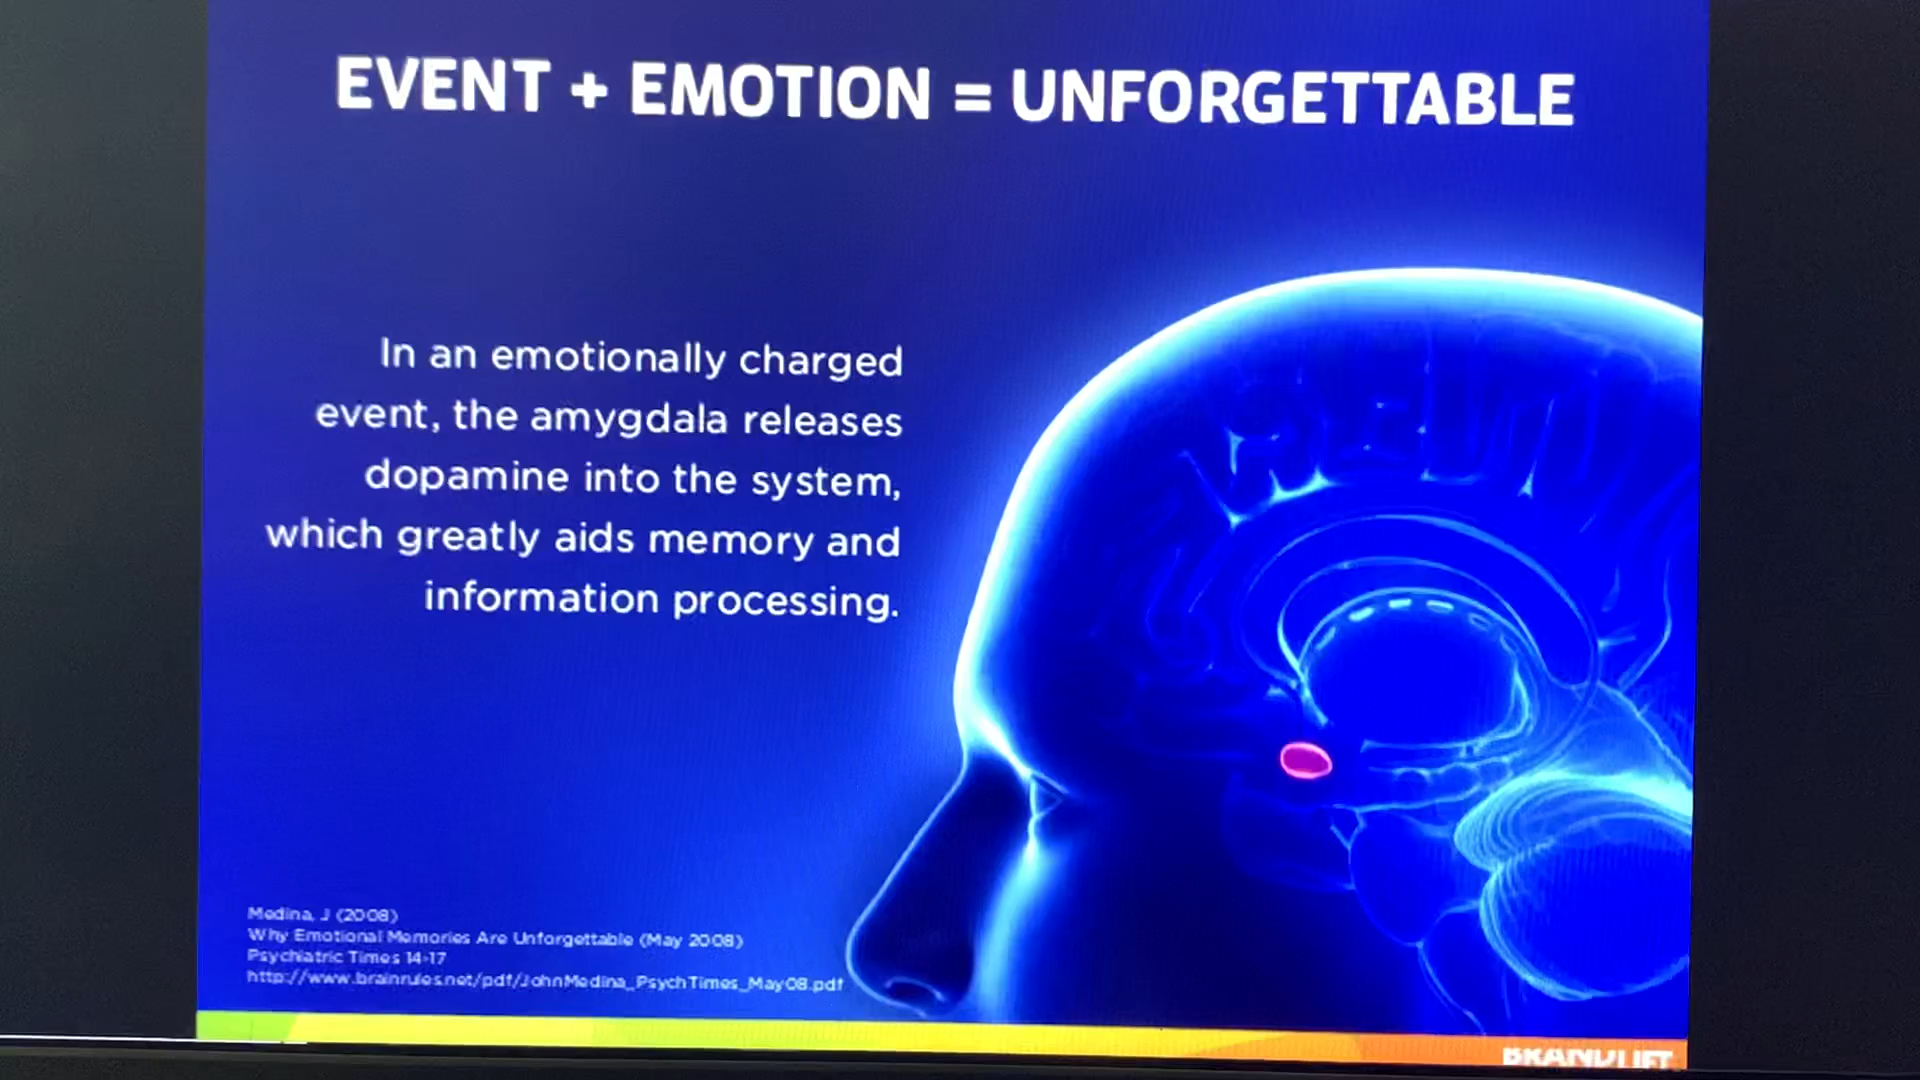 EVENT + EMOTION = UNFORGETTABLE
In an emotionally charged
event, the amygdala releases
dopamine into the system,
which greatly aids memory and
information processing.
Medina, J (2008)
Why Emotional Memories Are Unforgettable (May 2008)
Psychiatric Times 14-17
http://www.brainrules.net/pdf/JohnMedina_PsychTimes_May08.pdf